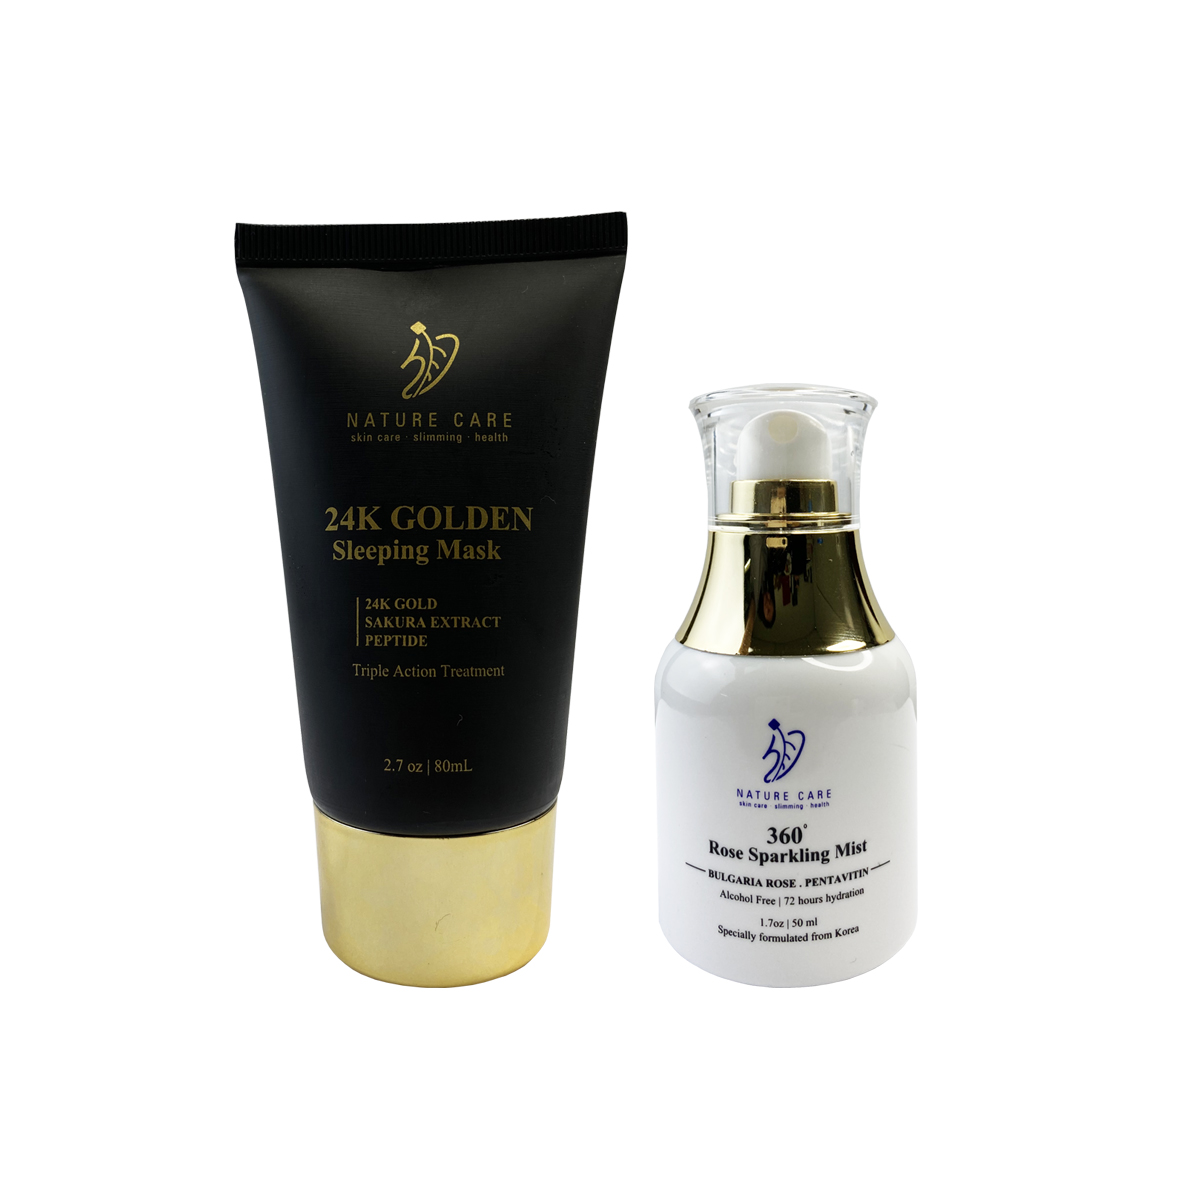 NATURE CARE
skin care · slimming · health
24K GOLDEN
Sleeping Mask
24K GOLD
SAKURA EXTRACT
PEPTIDE
Triple Action Treatment
2.7 oz | 80mL
NATURE CARE
skin care · slimming · health
360°
Rose Sparkling Mist
BULGARIA ROSE . PENTAVITIN
Alcohol Free | 72 hours hydration
1.7oz | 50 ml
Specially formulated from Korea